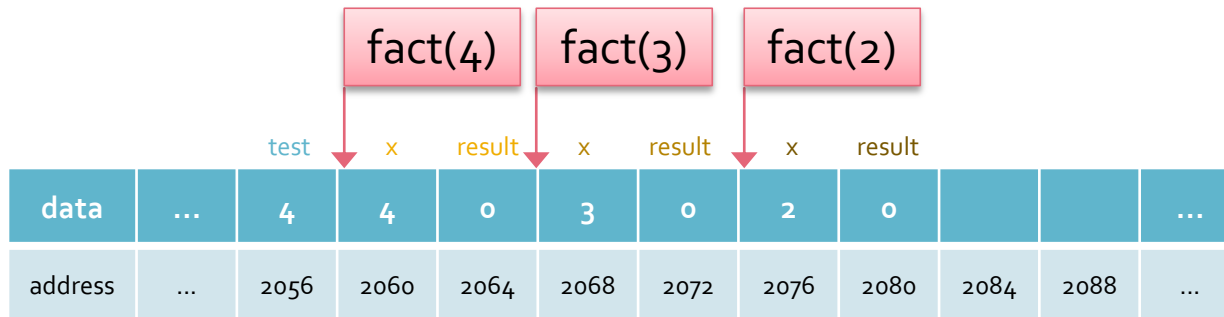 fact(4) fact(3) fact(2)
test x result x result x result
data ... 4 4 0 3 0 2 0 ...
address ... 2056 2060 2064 2068 2072 2076 2080 2084 2088 ...